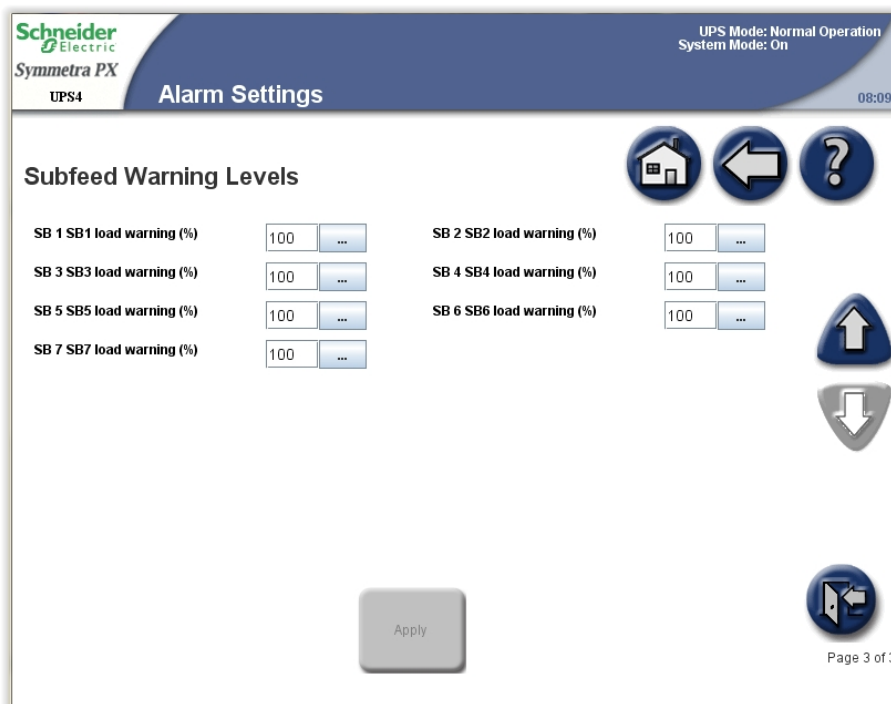 Schneider
Electric
Symmetra PX
UPS4
Alarm Settings
UPS Mode: Normal Operation
System Mode: On
08:09
Subfeed Warning Levels
?
SB 1 SB1 load warning (%) 100 ...
SB 2 SB2 load warning (%) 100 ...
SB 3 SB3 load warning (%) 100 ...
SB 4 SB4 load warning (%) 100 ...
SB 5 SB5 load warning (%) 100 ...
SB 6 SB6 load warning (%) 100 ...
SB 7 SB7 load warning (%) 100 ...
Apply
Page 3 of 3